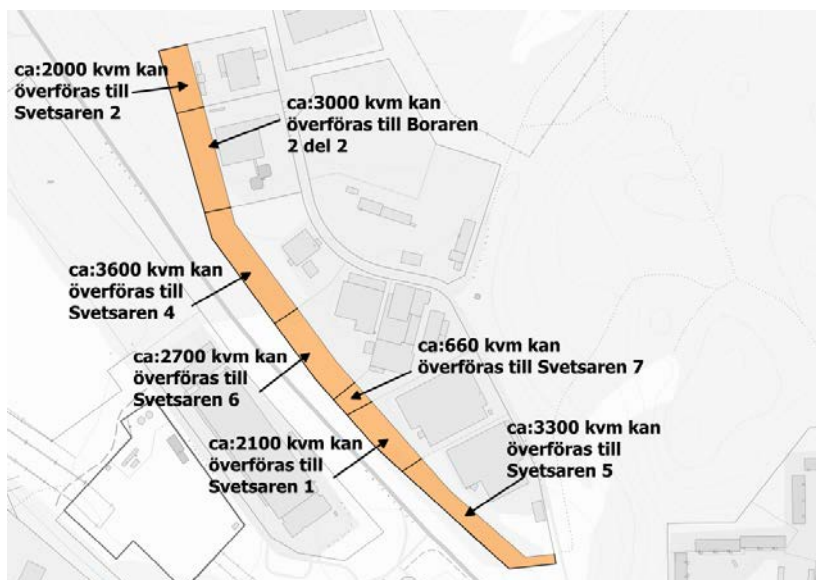 ca:2000 kvm kan
överföras till
Svetsaren 2
ca:3000 kvm kan
överföras till Boraren
2 del 2
ca:3600 kvm kan
överföras till
Svetsaren 4
ca:2700 kvm kan
överföras till
Svetsaren 6
ca:660 kvm kan
överföras till Svetsaren 7
ca:2100 kvm kan
överföras till
Svetsaren 1
ca:3300 kvm kan
överföras till
Svetsaren 5